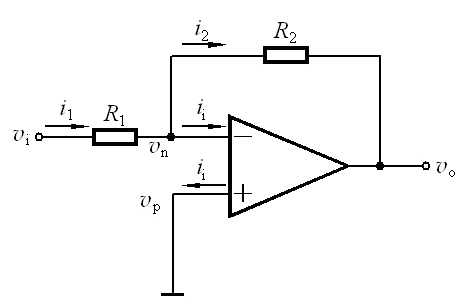 i₂ R₂
i₁ R₁ iᵢ
vᵢ vₙ −
iᵢ
vₚ +
vₒ